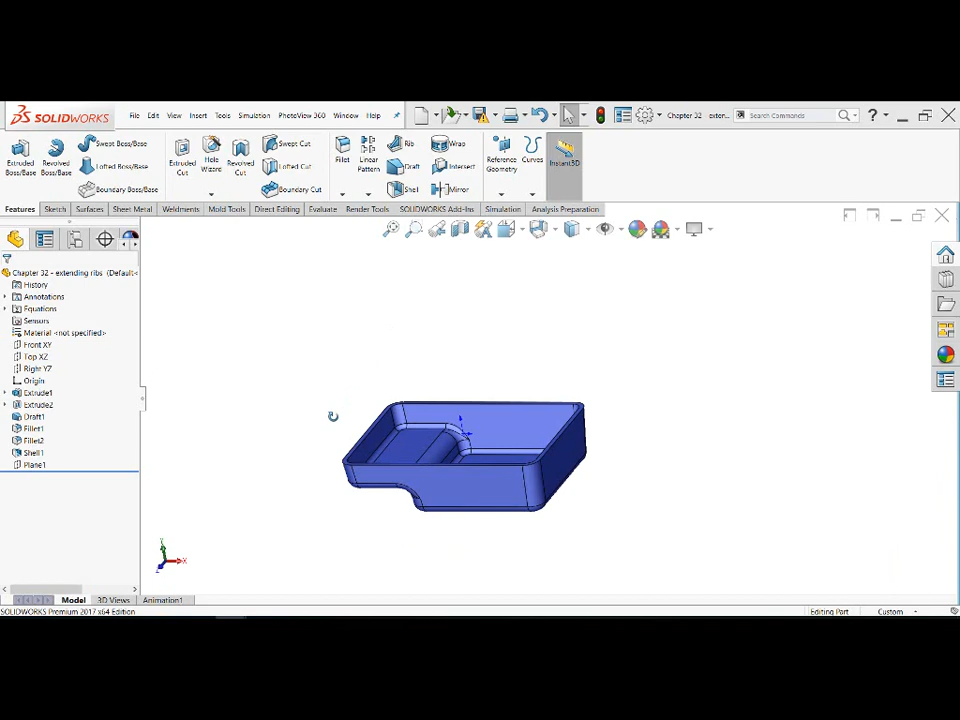 SOLIDWORKS File Edit View Insert Tools Simulation PhotoView 360 Window Help Chapter 32 exten... Search Commands ?
Extruded Boss/Base
Revolved Boss/Base
Swept Boss/Base
Lofted Boss/Base
Boundary Boss/Base
Extruded Cut
Hole Wizard
Revolved Cut
Swept Cut
Lofted Cut
Boundary Cut
Fillet
Linear Pattern
Rib
Draft
Shell
Wrap
Intersect
Mirror
Reference Geometry
Curves
Instant3D
Features Sketch Surfaces Sheet Metal Weldments Mold Tools Direct Editing Evaluate Render Tools SOLIDWORKS Add-Ins Simulation Analysis Preparation
Chapter 32 - extending ribs (Default<
History
Annotations
Equations
Sensors
Material <not specified>
Front XY
Top XZ
Right YZ
Origin
Extrude1
Extrude2
Draft1
Fillet1
Fillet2
Shell1
Plane1
Y
X
Z
Model 3D Views Animation1
SOLIDWORKS Premium 2017 x64 Edition Editing Part Custom